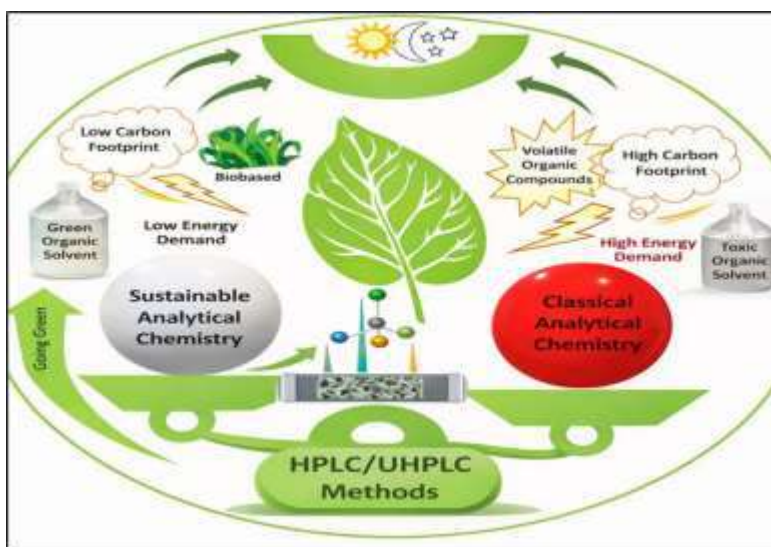 Low Carbon
Footprint
Biobased
Green
Organic
Solvent
Low Energy
Demand
Sustainable
Analytical
Chemistry
Going Green
Volatile
Organic
Compounds
High Carbon
Footprint
High Energy
Demand
Toxic
Organic
Solvent
Classical
Analytical
Chemistry
HPLC/UHPLC
Methods